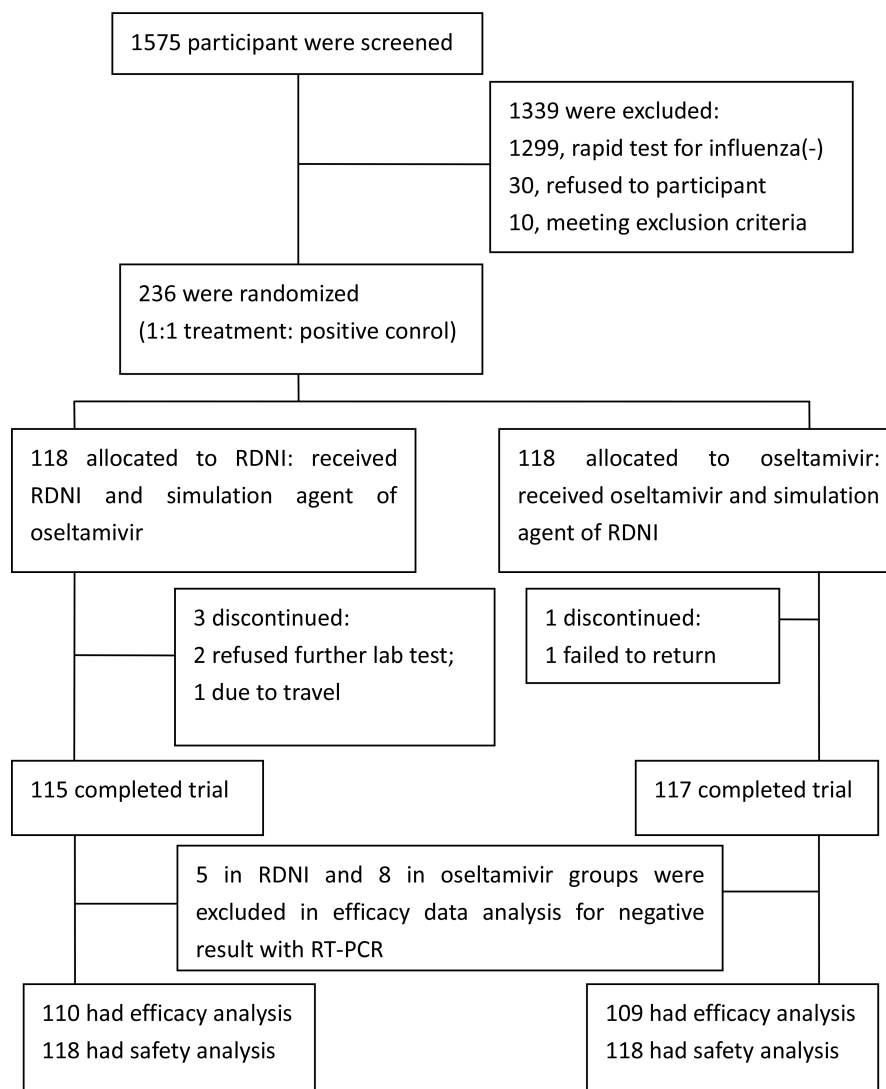 1575 participant were screened
1339 were excluded:
1299, rapid test for influenza(-)
30, refused to participant
10, meeting exclusion criteria
236 were randomized
(1:1 treatment: positive conrol)
118 allocated to RDNI: received
RDNI and simulation agent of
oseltamivir
118 allocated to oseltamivir:
received oseltamivir and simulation
agent of RDNI
3 discontinued:
2 refused further lab test;
1 due to travel
1 discontinued:
1 failed to return
115 completed trial
117 completed trial
5 in RDNI and 8 in oseltamivir groups were
excluded in efficacy data analysis for negative
result with RT-PCR
110 had efficacy analysis
118 had safety analysis
109 had efficacy analysis
118 had safety analysis